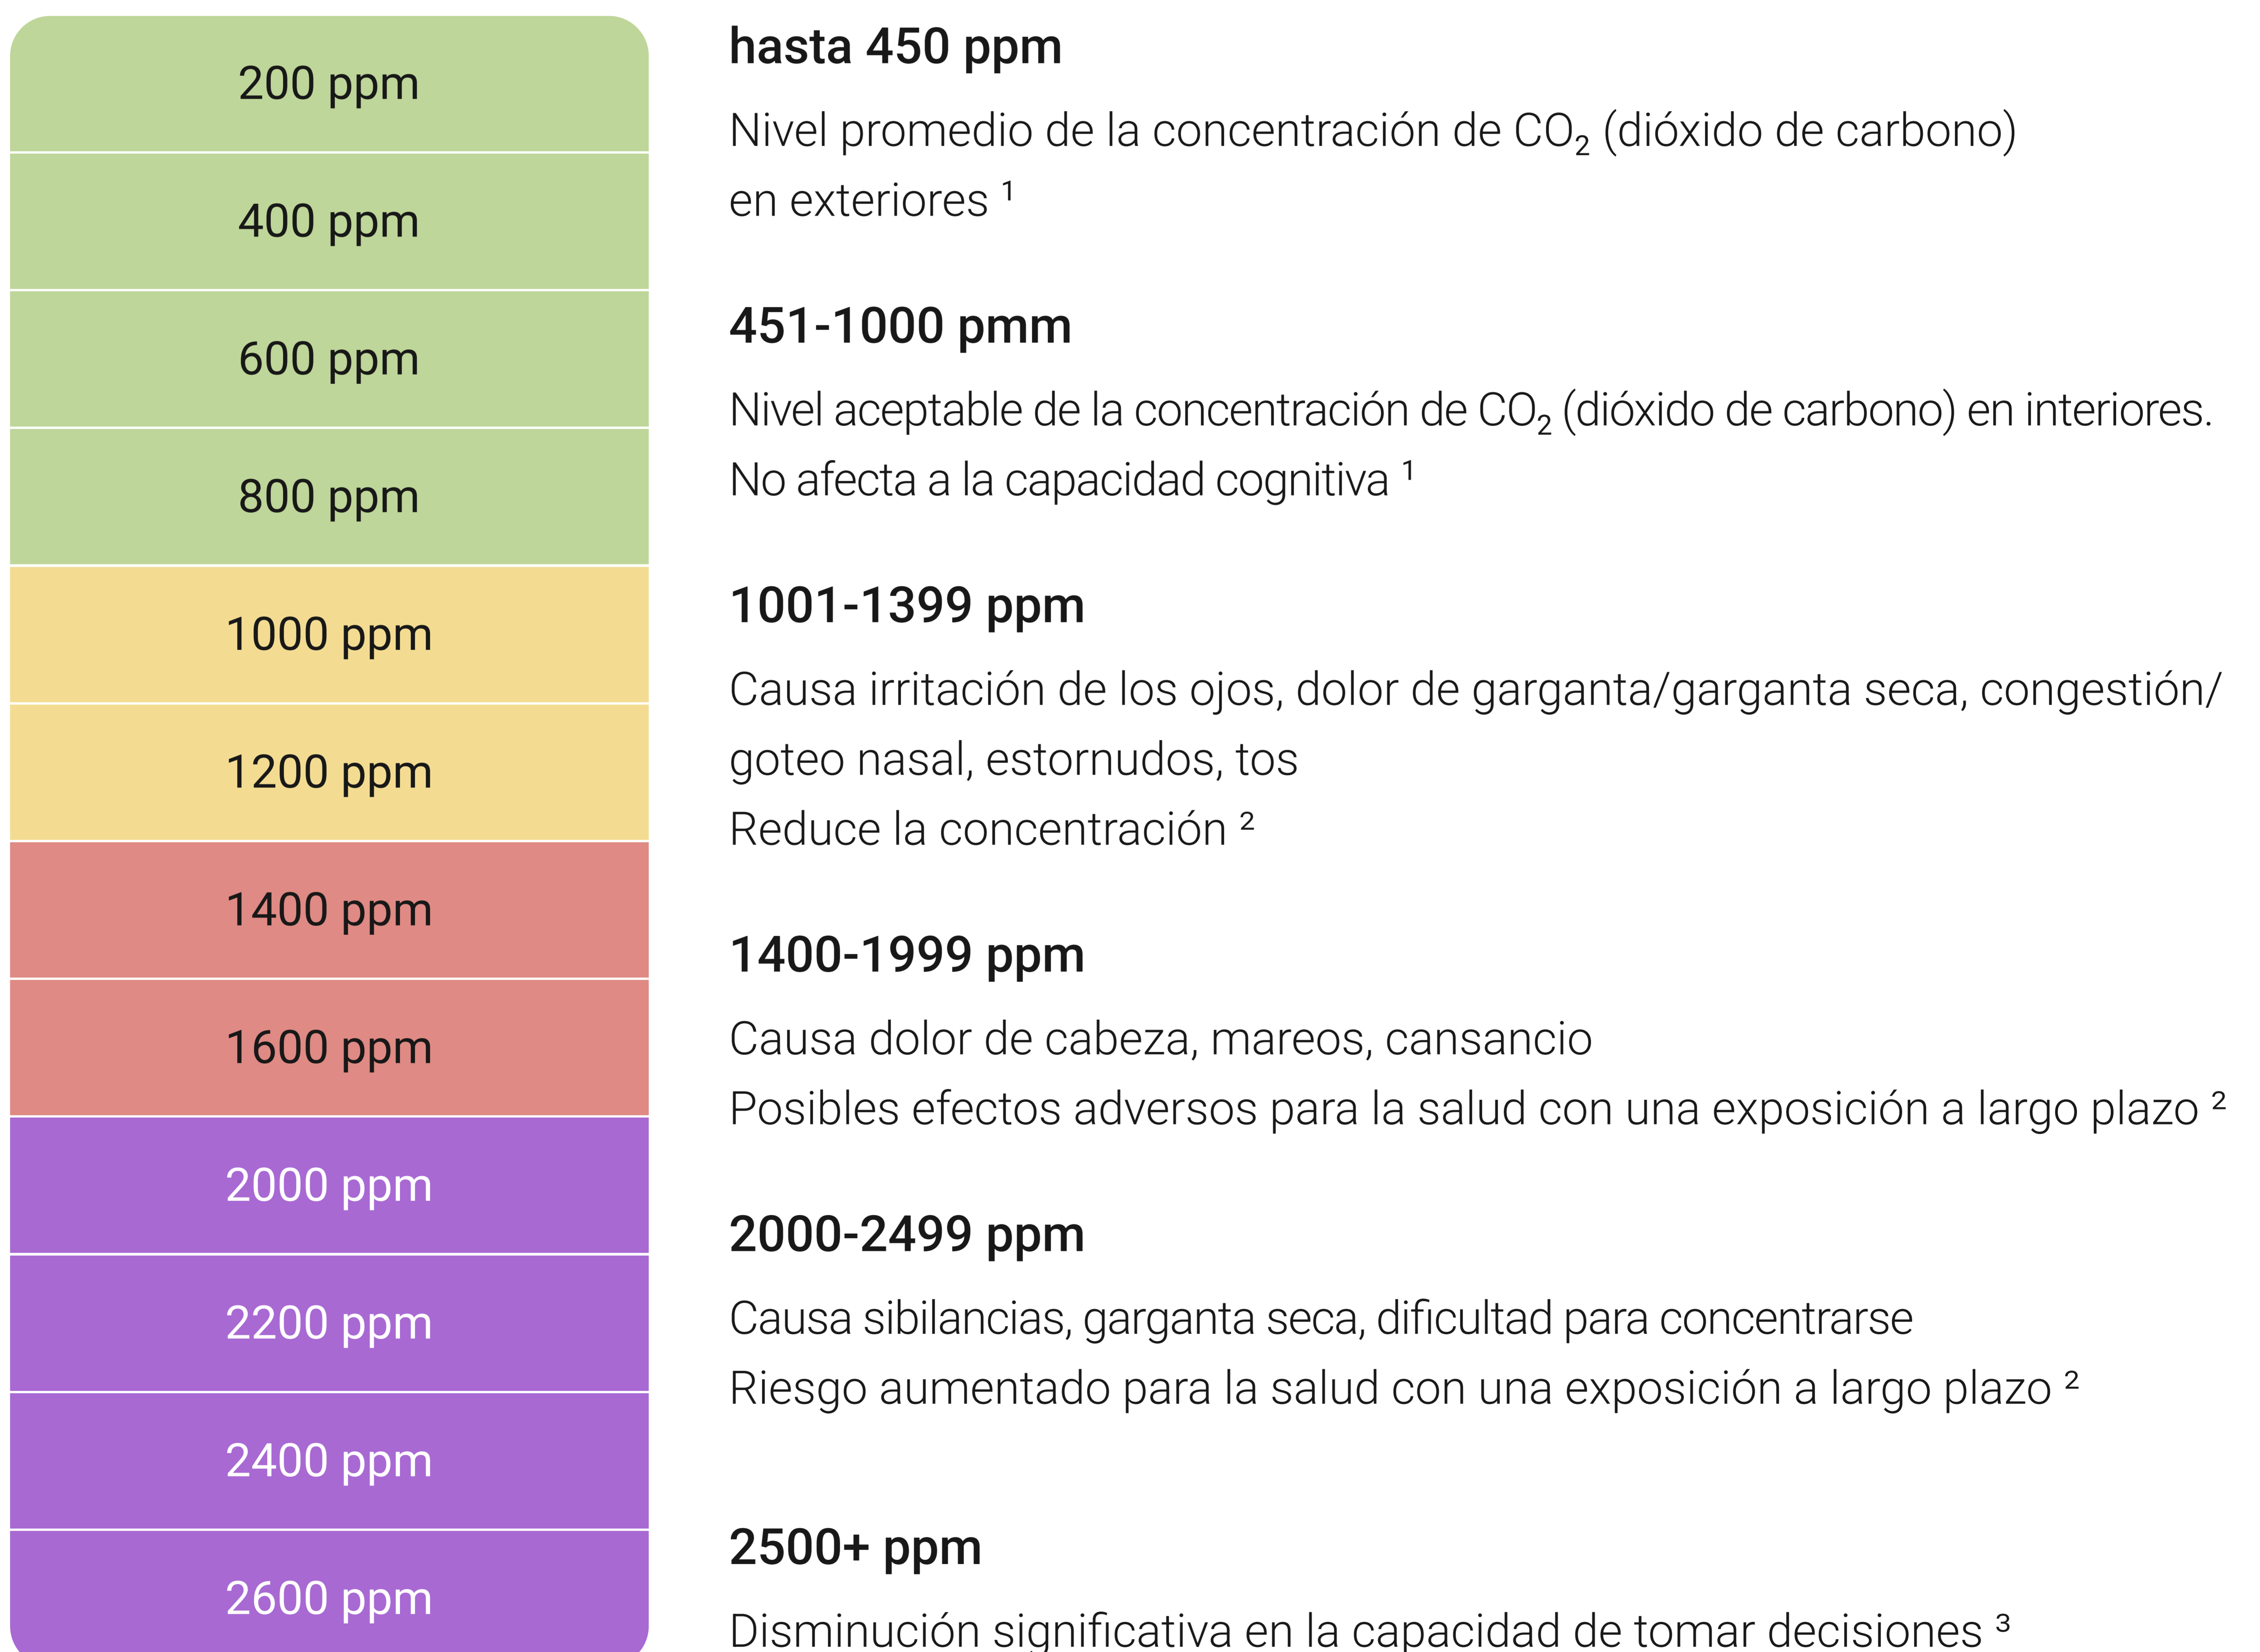 200 ppm
400 ppm
600 ppm
800 ppm
1000 ppm
1200 ppm
1400 ppm
1600 ppm
2000 ppm
2200 ppm
2400 ppm
2600 ppm
hasta 450 ppm
Nivel promedio de la concentración de CO₂ (dióxido de carbono)
en exteriores ¹
451-1000 pmm
Nivel aceptable de la concentración de CO₂ (dióxido de carbono) en interiores.
No afecta a la capacidad cognitiva ¹
1001-1399 ppm
Causa irritación de los ojos, dolor de garganta/garganta seca, congestión/
goteo nasal, estornudos, tos
Reduce la concentración ²
1400-1999 ppm
Causa dolor de cabeza, mareos, cansancio
Posibles efectos adversos para la salud con una exposición a largo plazo ²
2000-2499 ppm
Causa sibilancias, garganta seca, dificultad para concentrarse
Riesgo aumentado para la salud con una exposición a largo plazo ²
2500+ ppm
Disminución significativa en la capacidad de tomar decisiones ³